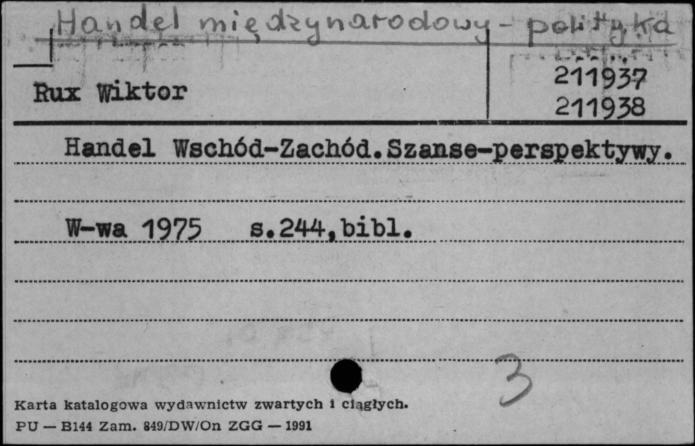 Handel międzynarodowy - polityka
211937
Rux Wiktor
211938
Handel Wschód-Zachód.Szanse-perspektywy.
W-wa 1975 s.244,bibl.
3
Karta katalogowa wydawnictw zwartych i ciągłych.
PU — B144 Zam. 849/DW/On ZGG — 1991